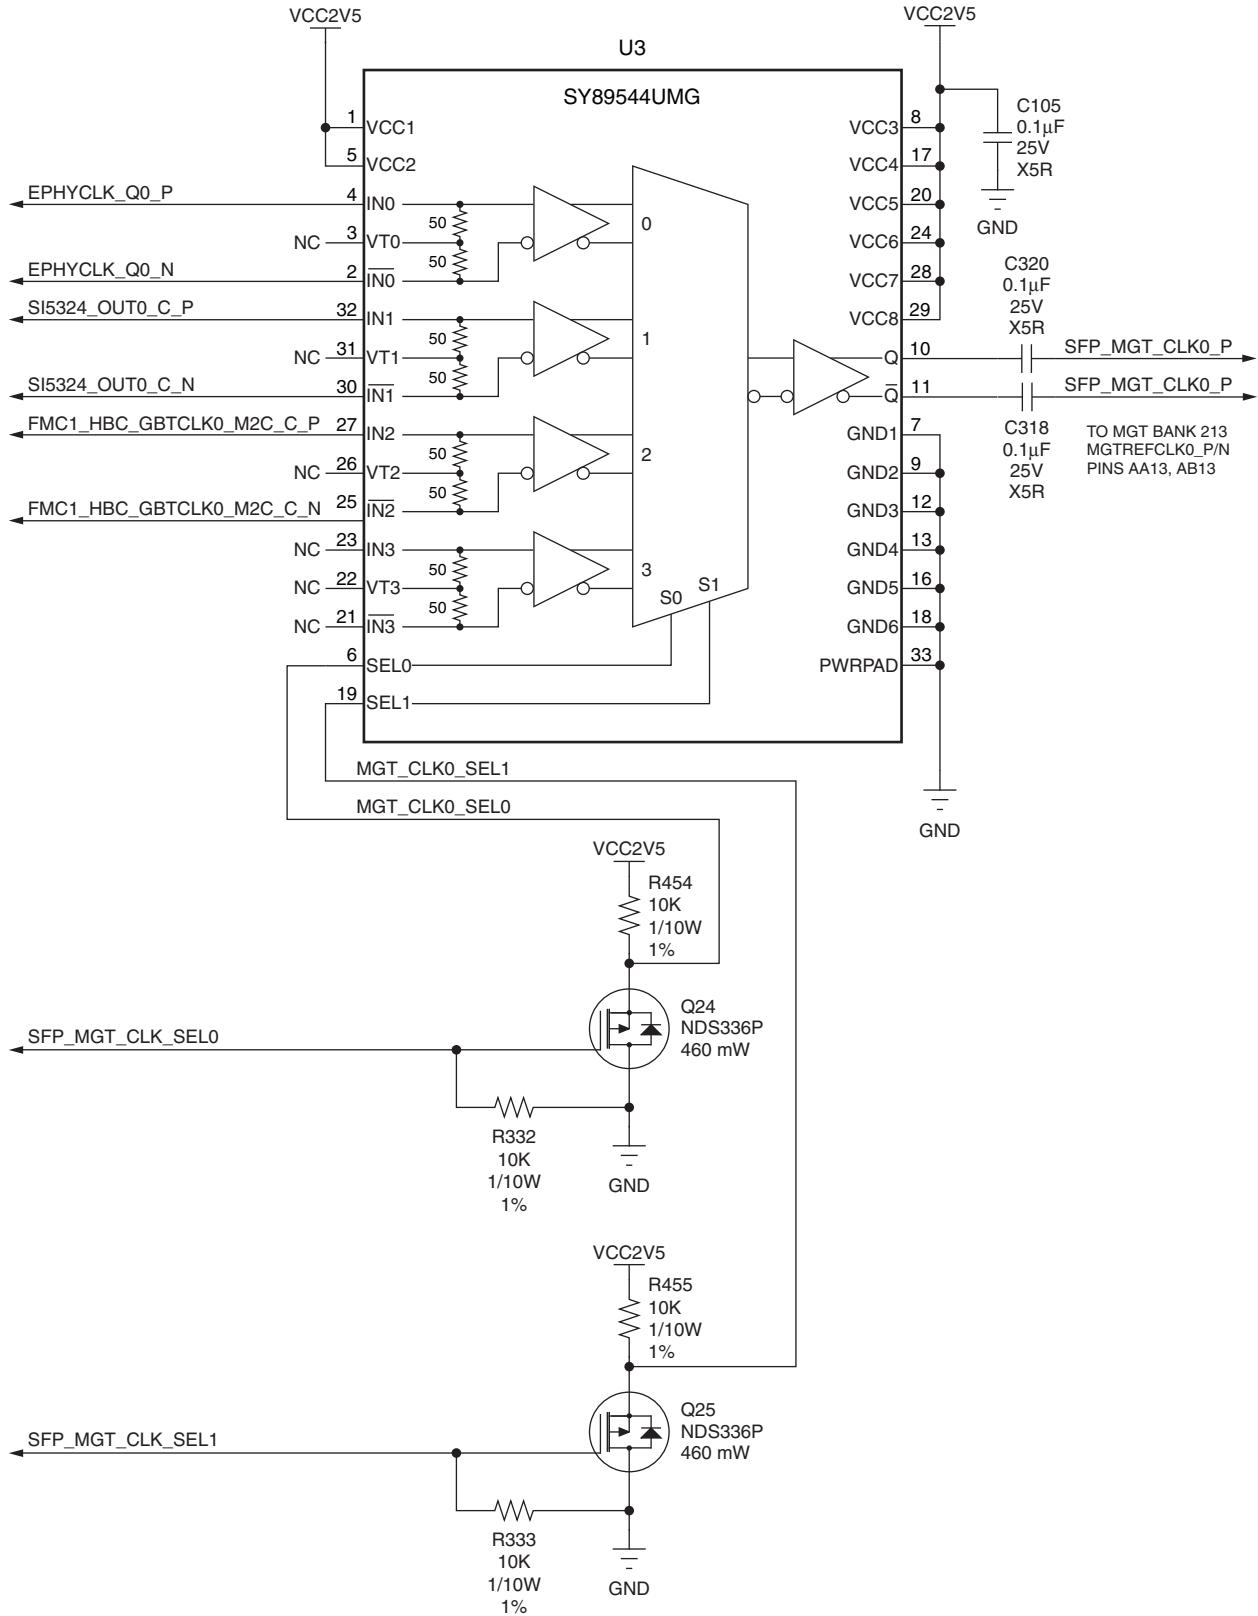 VCC2V5
VCC2V5
U3
SY89544UMG
1 VCC1
5 VCC2
EPHYCLK_Q0_P 4 IN0
NC 3 VT0
EPHYCLK_Q0_N 2 IN0
SI5324_OUT0_C_P 32 IN1
NC 31 VT1
SI5324_OUT0_C_N 30 IN1
FMC1_HBC_GBTCLK0_M2C_C_P 27 IN2
NC 26 VT2
FMC1_HBC_GBTCLK0_M2C_C_N 25 IN2
NC 23 IN3
NC 22 VT3
NC 21 IN3
6 SEL0
19 SEL1
50
50
50
50
50
50
50
50
0
1
2
3
S0
S1
VCC3 8
VCC4 17
VCC5 20
VCC6 24
VCC7 28
VCC8 29
Q 10
Q 11
GND1 7
GND2 9
GND3 12
GND4 13
GND5 16
GND6 18
PWRPAD 33
C105
0.1µF
25V
X5R
GND
C320
0.1µF
25V
X5R
SFP_MGT_CLK0_P
SFP_MGT_CLK0_P
C318
0.1µF
25V
X5R
TO MGT BANK 213
MGTREFCLK0_P/N
PINS AA13, AB13
GND
MGT_CLK0_SEL1
MGT_CLK0_SEL0
VCC2V5
R454
10K
1/10W
1%
Q24
NDS336P
460 mW
SFP_MGT_CLK_SEL0
R332
10K
1/10W
1%
GND
VCC2V5
R455
10K
1/10W
1%
Q25
NDS336P
460 mW
SFP_MGT_CLK_SEL1
R333
10K
1/10W
1%
GND